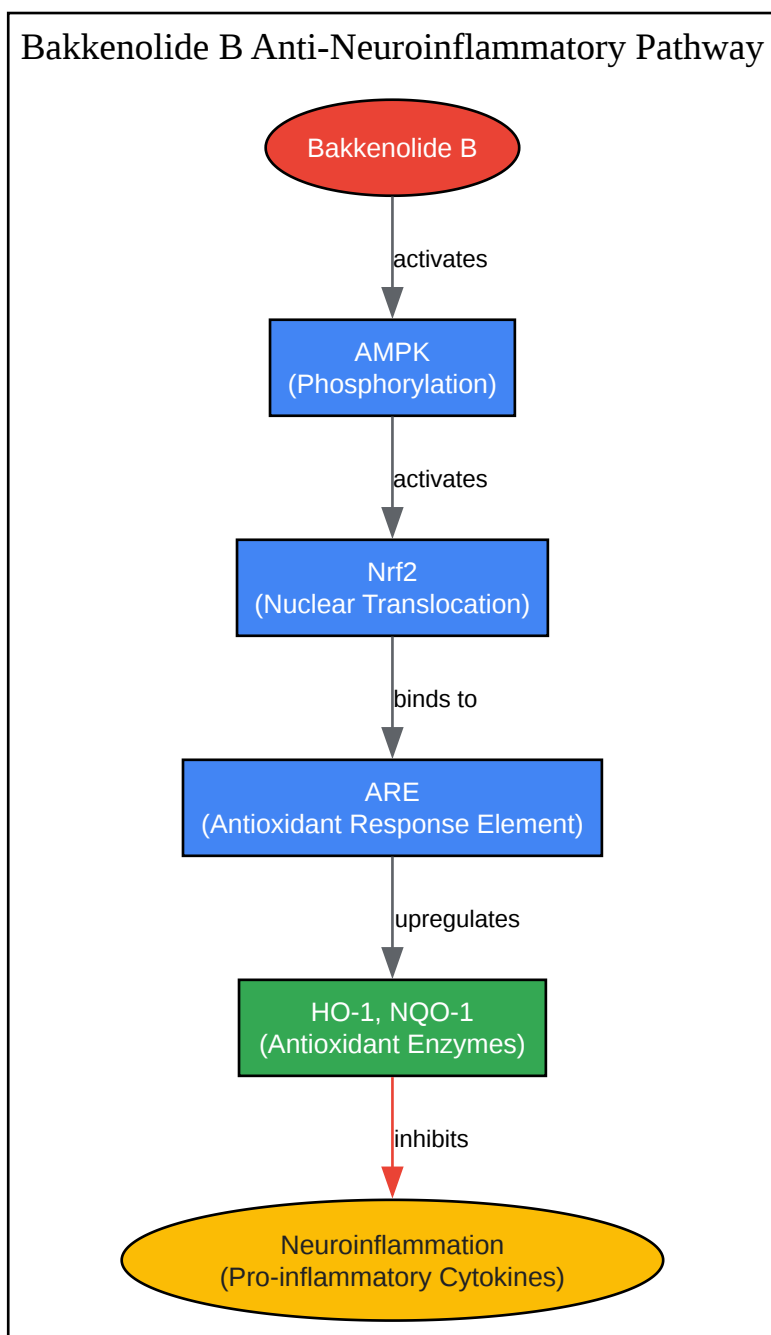 Bakkenolide B Anti-Neuroinflammatory Pathway
Bakkenolide B
activates
AMPK
(Phosphorylation)
activates
Nrf2
(Nuclear Translocation)
binds to
ARE
(Antioxidant Response Element)
upregulates
HO-1, NQO-1
(Antioxidant Enzymes)
inhibits
Neuroinflammation
(Pro-inflammatory Cytokines)